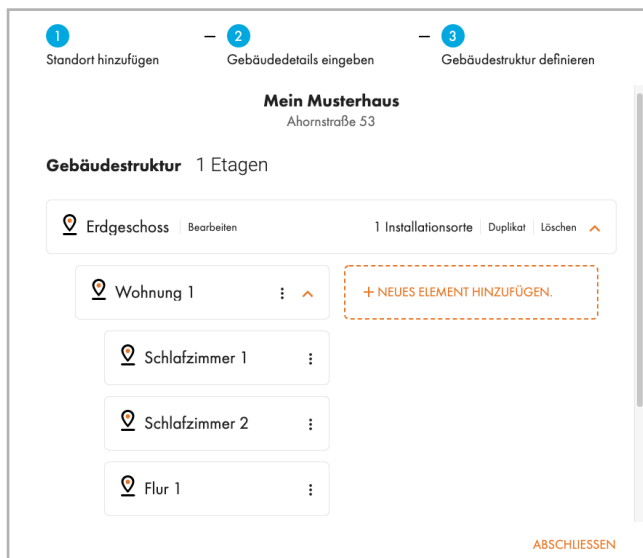 1 – 2 – 3
Standort hinzufügen Gebäudedetails eingeben Gebäudestruktur definieren
Mein Musterhaus
Ahornstraße 53
Gebäudestruktur 1 Etagen
Erdgeschoss Bearbeiten 1 Installationsorte Duplikat Löschen
Wohnung 1 + NEUES ELEMENT HINZUFÜGEN.
Schlafzimmer 1
Schlafzimmer 2
Flur 1
ABSCHLIESSEN